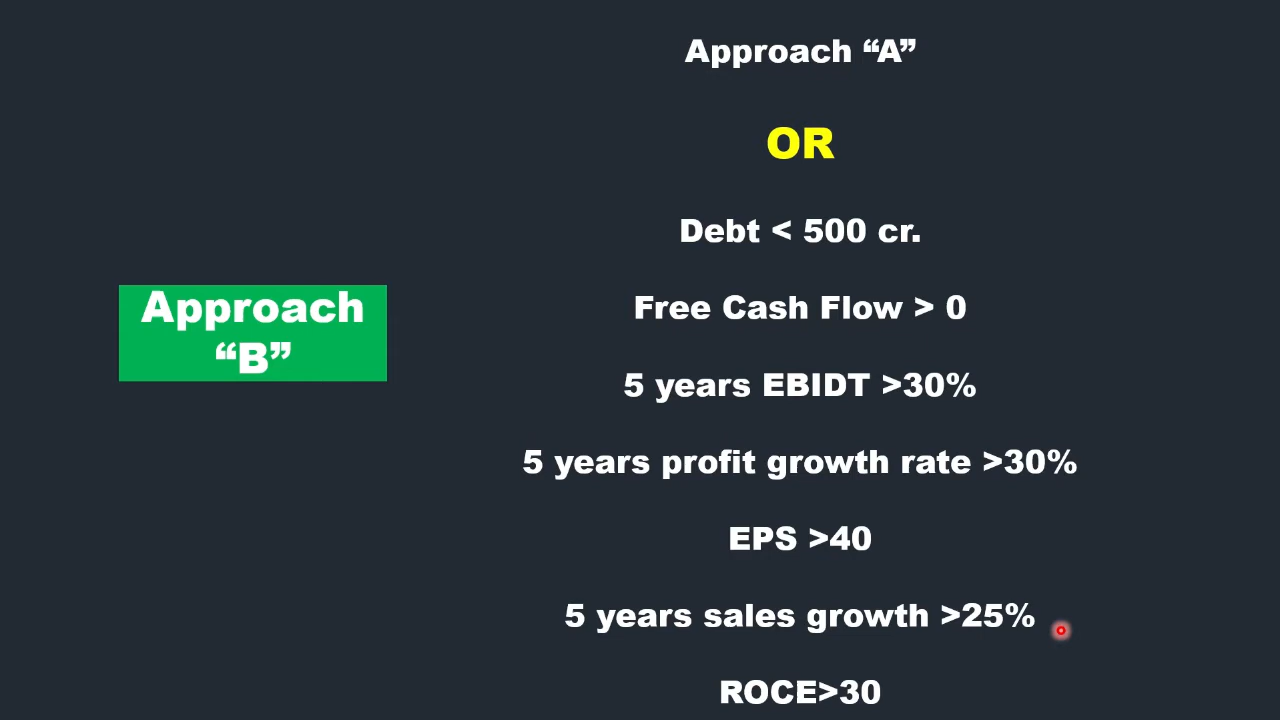 Approach “A”
OR
Debt < 500 cr.
Free Cash Flow > 0
Approach
“B”
5 years EBIDT >30%
5 years profit growth rate >30%
EPS >40
5 years sales growth >25%
ROCE>30